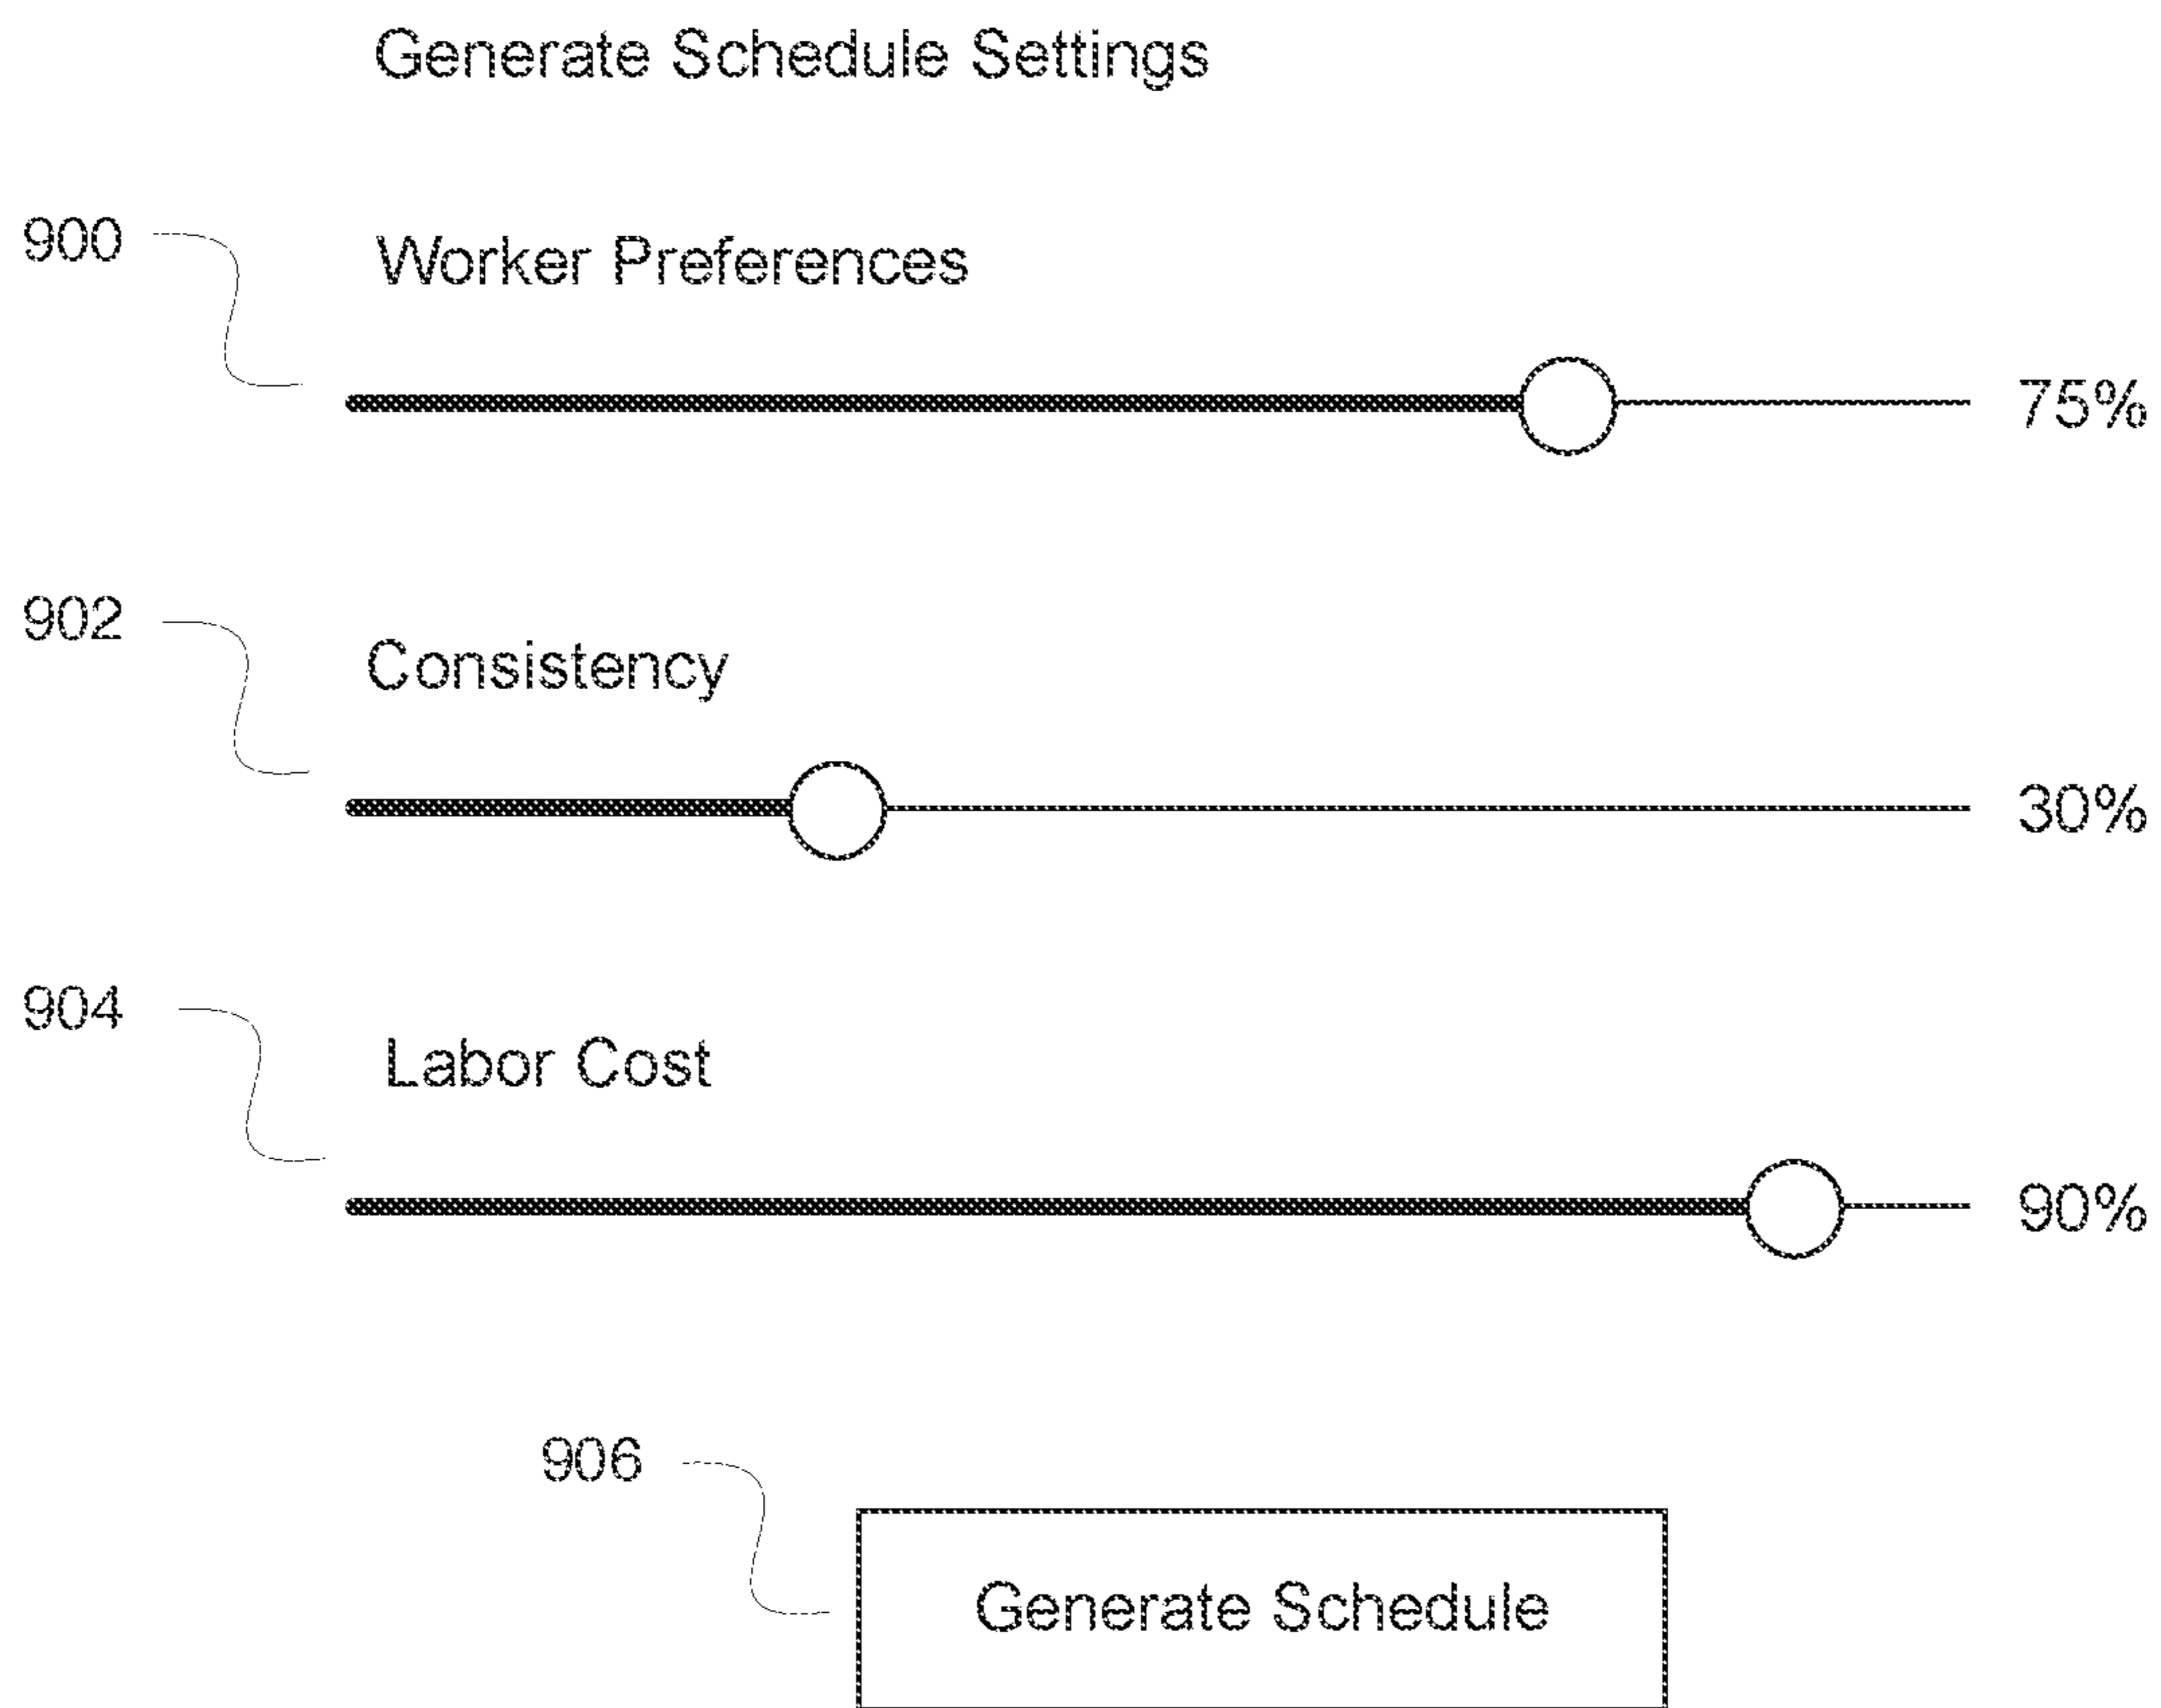 Generate Schedule Settings
900
Worker Preferences
75%
902
Consistency
30%
904
Labor Cost
90%
906
Generate Schedule